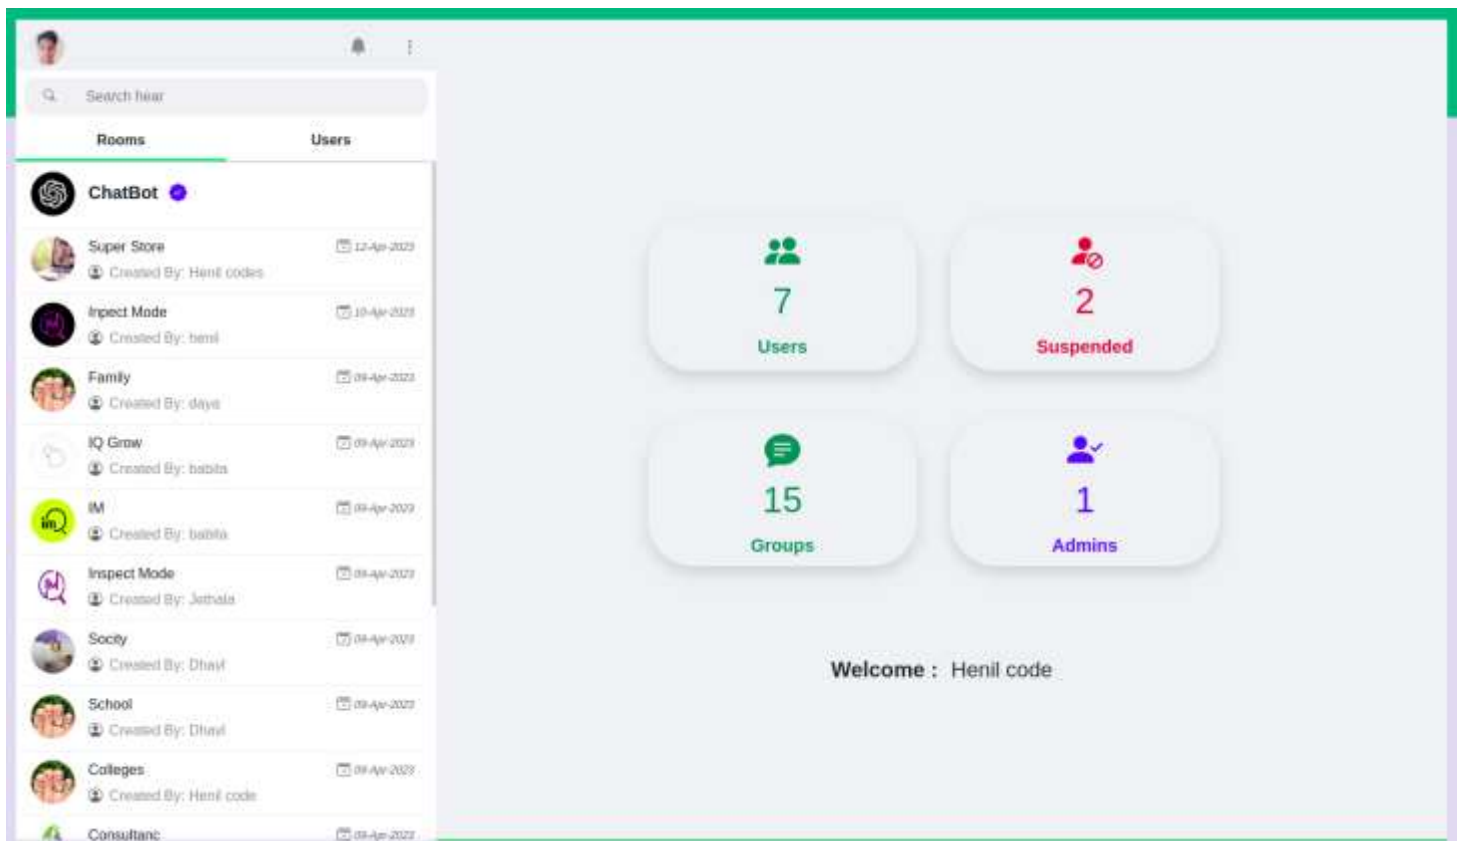 Search hear
Rooms Users
ChatBot
Super Store 12-Apr-2023
Created By: Henil codes
Inpect Mode 10-Apr-2023
Created By: henil
Family 09-Apr-2023
Created By: daya
IQ Grow 09-Apr-2023
Created By: babita
IM 09-Apr-2023
Created By: babita
Inspect Mode 09-Apr-2023
Created By: Jethala
Socity 09-Apr-2023
Created By: Dhavl
School 09-Apr-2023
Created By: Dhavl
Colleges 09-Apr-2023
Created By: Henil code
Consultanc 09-Apr-2023
7
Users
2
Suspended
15
Groups
1
Admins
Welcome : Henil code